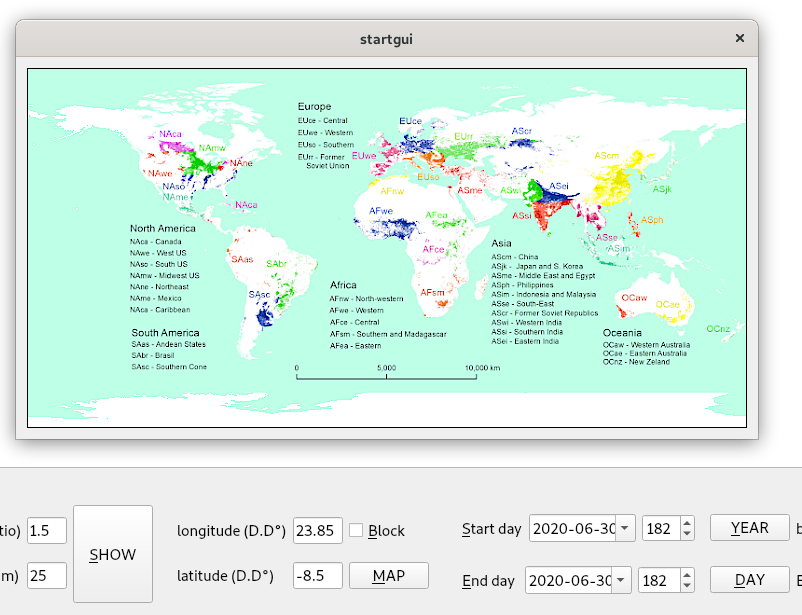 startgui
×
Europe
EUce - Central
EUwe - Western
EUso - Southern
EUrr - Former
Soviet Union
NAca
NAmw
NAne
NAwe
NAso
NAme
NAca
EUce
EUrr
EUwe
EUso
AScr
AScm
ASjk
ASme
ASwi
ASei
ASsi
ASph
ASse
ASim
AFnw
AFwe
AFea
AFce
AFsm
SAas
SAbr
SAsc
OCaw
OCae
OCnz
North America
NAca - Canada
NAwe - West US
NAso - South US
NAmw - Midwest US
NAne - Northeast
NAme - Mexico
NAca - Caribbean
South America
SAas - Andean States
SAbr - Brasil
SAsc - Southern Cone
Africa
AFnw - North-western
AFwe - Western
AFce - Central
AFsm - Southern and Madagascar
AFea - Eastern
Asia
AScm - China
ASjk - Japan and S. Korea
ASme - Middle East and Egypt
ASph - Philippines
ASim - Indonesia and Malaysia
ASse - South-East
AScr - Former Soviet Republics
ASwi - Western India
ASsi - Southern India
ASei - Eastern India
Oceania
OCaw - Western Australia
OCae - Eastern Australia
OCnz - New Zeland
0 5,000 10,000 km
tio) 1.5 SHOW longitude (D.D°) 23.85 Block Start day 2020-06-30 182 YEAR
m) 25 latitude (D.D°) -8.5 MAP End day 2020-06-30 182 DAY